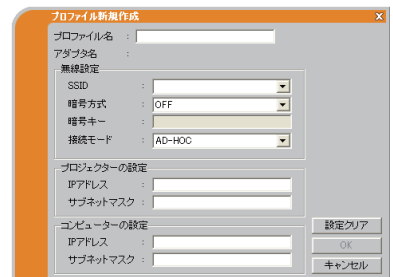 プロファイル新規作成
プロファイル名 :
アダプタ名 :
無線設定
SSID :
暗号方式 : OFF
暗号キー :
接続モード : AD-HOC
プロジェクターの設定
IPアドレス :
サブネットマスク :
コンピューターの設定
IPアドレス :
サブネットマスク :
設定クリア
OK
キャンセル